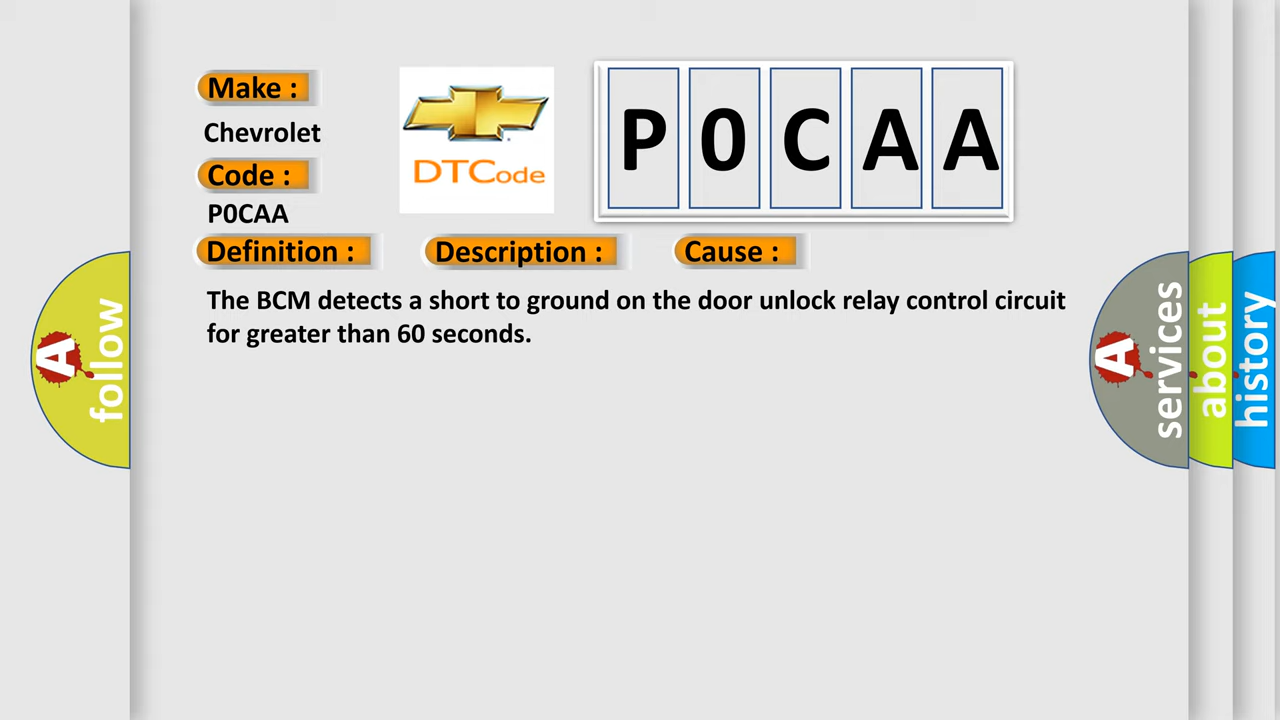 Make :
Chevrolet
Code :
P0CAA
Definition :
Description :
Cause :
The BCM detects a short to ground on the door unlock relay control circuit
for greater than 60 seconds.
DTCode
P0CAA
A
follow
A
services
about
history